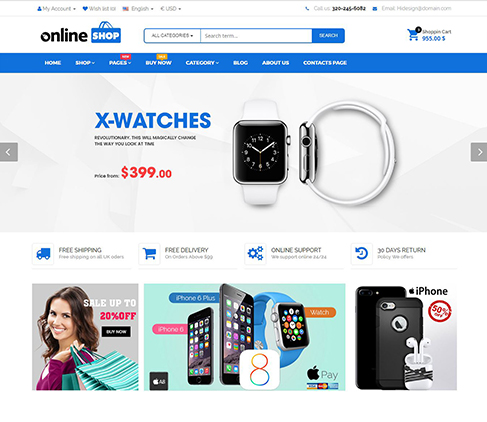 My Account Wish list (0) English € USD
Call us: 320-245-6082 Email: Hidesign@domain.com
online SHOP
ALL CATEGORIES Search term... SEARCH
0 Shoppin Cart
955.00 $
NEW
HOME SHOP PAGES BUY NOW CATEGORY BLOG ABOUT US CONTACTS PAGE
X-WATCHES
REVOLUTIONARY. THIS WILL MAGICALLY CHANGE
THE WAY YOU LOOK AT TIME
Price from: $399.00
FREE SHIPPING
Free shipping on all UK oders
FREE DELIVERY
On Orders Above $99
ONLINE SUPPORT
We support online 24/24
30 DAYS RETURN
Policy We offers
SALE UP TO
20%OFF
BUY NOW
iPhone 6 Plus
iPhone 6
Watch
8
Pay
iPhone
50%
OFF